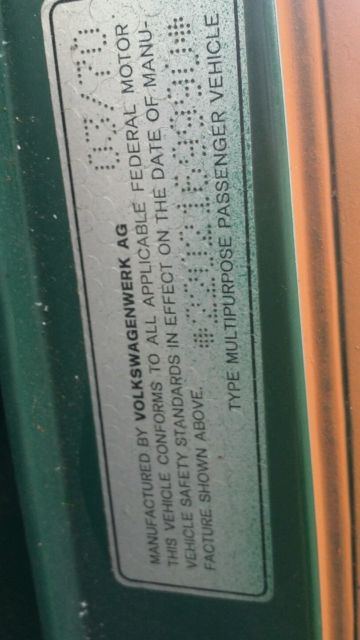 MANUFACTURED BY VOLKSWAGENWERK AG 03/70
THIS VEHICLE CONFORMS TO ALL APPLICABLE FEDERAL MOTOR
VEHICLE SAFETY STANDARDS IN EFFECT ON THE DATE OF MANU-
FACTURE SHOWN ABOVE.
TYPE MULTIPURPOSE PASSENGER VEHICLE